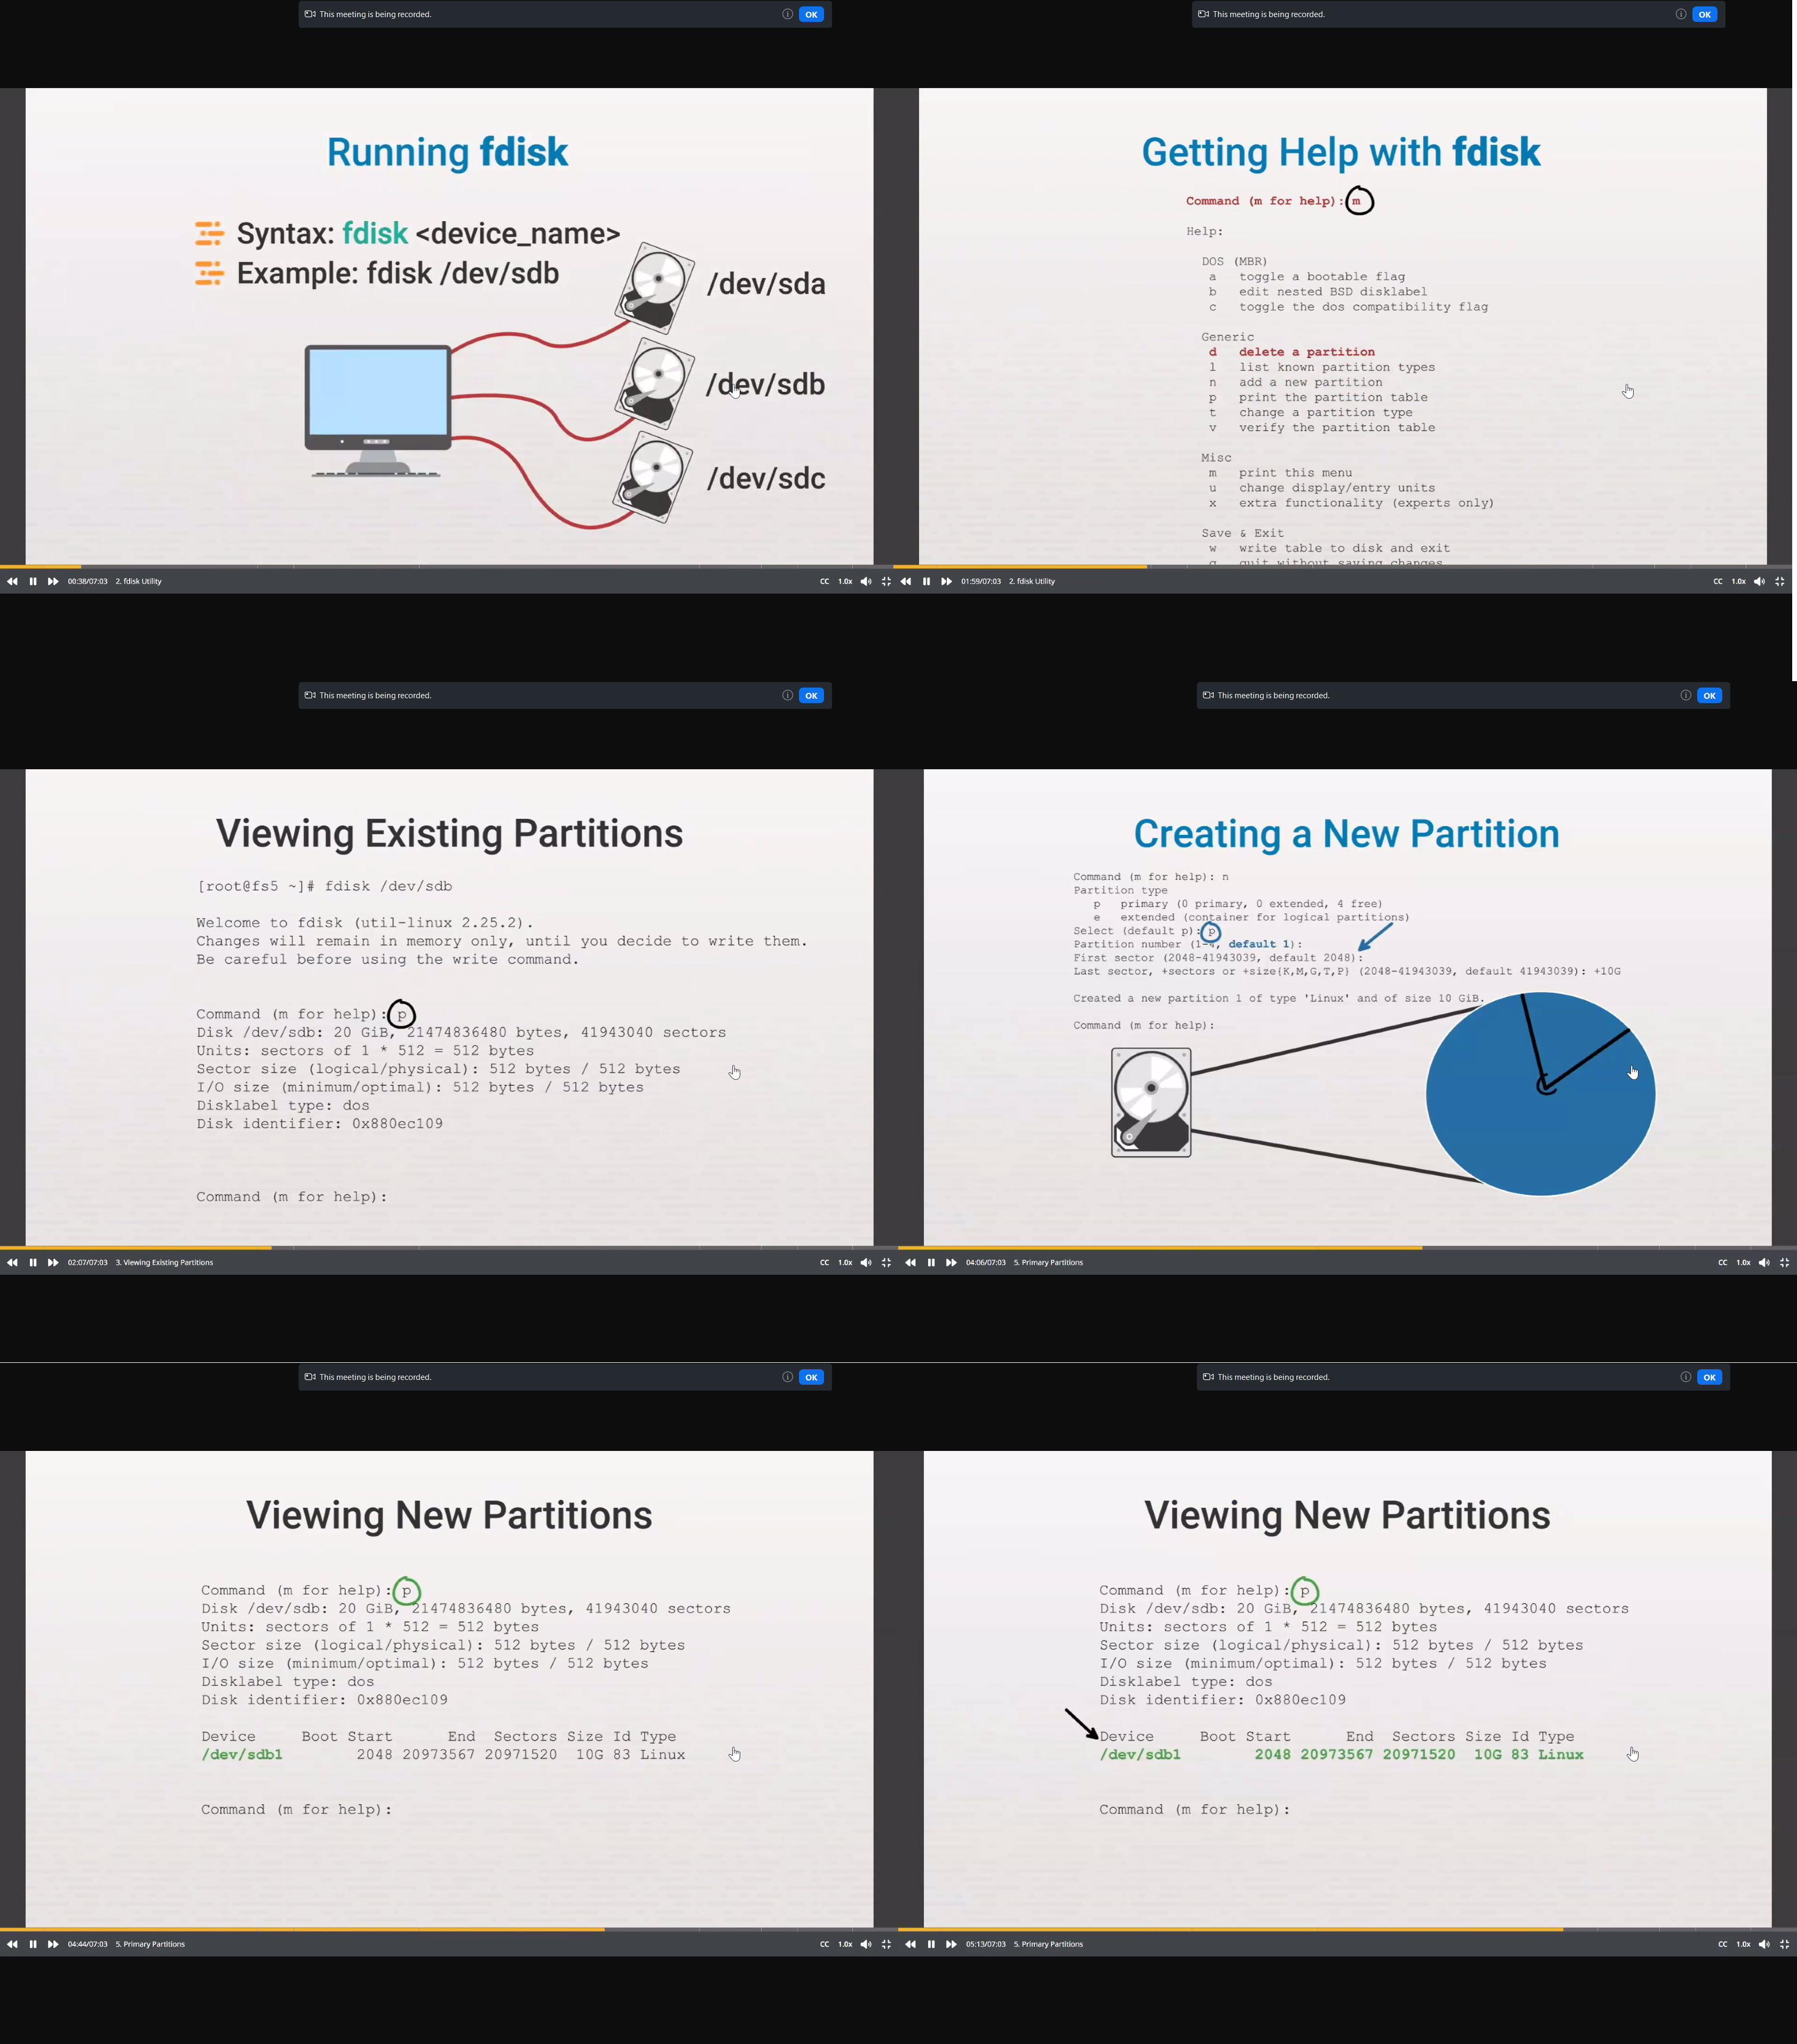 This meeting is being recorded.
OK
Running fdisk
Syntax: fdisk <device_name>
Example: fdisk /dev/sdb
/dev/sda
/dev/sdb
/dev/sdc
00:38/07:03 2. fdisk Utility
CC 1.0x
This meeting is being recorded.
OK
Getting Help with fdisk
Command (m for help): m
Help:
DOS (MBR)
a toggle a bootable flag
b edit nested BSD disklabel
c toggle the dos compatibility flag
Generic
d delete a partition
l list known partition types
n add a new partition
p print the partition table
t change a partition type
v verify the partition table
Misc
m print this menu
u change display/entry units
x extra functionality (experts only)
Save & Exit
w write table to disk and exit
q quit without saving changes
01:59/07:03 2. fdisk Utility
CC 1.0x
This meeting is being recorded.
OK
Viewing Existing Partitions
[root@fs5 ~]# fdisk /dev/sdb
Welcome to fdisk (util-linux 2.25.2).
Changes will remain in memory only, until you decide to write them.
Be careful before using the write command.
Command (m for help): p
Disk /dev/sdb: 20 GiB, 21474836480 bytes, 41943040 sectors
Units: sectors of 1 * 512 = 512 bytes
Sector size (logical/physical): 512 bytes / 512 bytes
I/O size (minimum/optimal): 512 bytes / 512 bytes
Disklabel type: dos
Disk identifier: 0x880ec109
Command (m for help):
02:07/07:03 3. Viewing Existing Partitions
CC 1.0x
This meeting is being recorded.
OK
Creating a New Partition
Command (m for help): n
Partition type
p primary (0 primary, 0 extended, 4 free)
e extended (container for logical partitions)
Select (default p): p
Partition number (1-4, default 1):
First sector (2048-41943039, default 2048):
Last sector, +sectors or +size{K,M,G,T,P} (2048-41943039, default 41943039): +10G
Created a new partition 1 of type 'Linux' and of size 10 GiB.
Command (m for help):
04:06/07:03 5. Primary Partitions
CC 1.0x
This meeting is being recorded.
OK
Viewing New Partitions
Command (m for help): p
Disk /dev/sdb: 20 GiB, 21474836480 bytes, 41943040 sectors
Units: sectors of 1 * 512 = 512 bytes
Sector size (logical/physical): 512 bytes / 512 bytes
I/O size (minimum/optimal): 512 bytes / 512 bytes
Disklabel type: dos
Disk identifier: 0x880ec109
Device Boot Start End Sectors Size Id Type
/dev/sdb1 2048 20973567 20971520 10G 83 Linux
Command (m for help):
04:44/07:03 5. Primary Partitions
CC 1.0x
This meeting is being recorded.
OK
Viewing New Partitions
Command (m for help): p
Disk /dev/sdb: 20 GiB, 21474836480 bytes, 41943040 sectors
Units: sectors of 1 * 512 = 512 bytes
Sector size (logical/physical): 512 bytes / 512 bytes
I/O size (minimum/optimal): 512 bytes / 512 bytes
Disklabel type: dos
Disk identifier: 0x880ec109
Device Boot Start End Sectors Size Id Type
/dev/sdb1 2048 20973567 20971520 10G 83 Linux
Command (m for help):
05:13/07:03 5. Primary Partitions
CC 1.0x